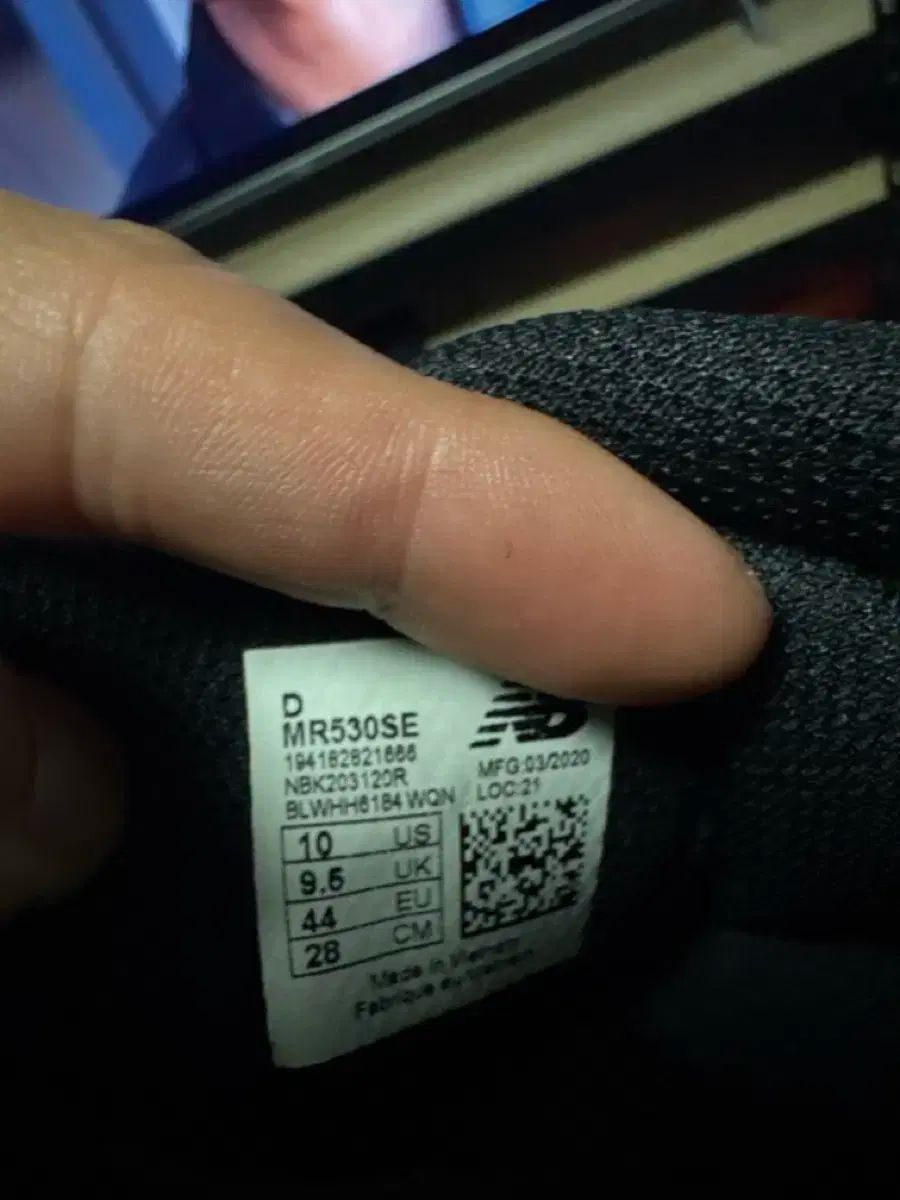 D
MR530SE
194182821666
NBK203120R
BLWHH6184 WQN
10 US
9.5 UK
44 EU
28 CM
NB
MFG:03/2020
LOC:21
Made in Vietnam
Fabriqué au Vietnam